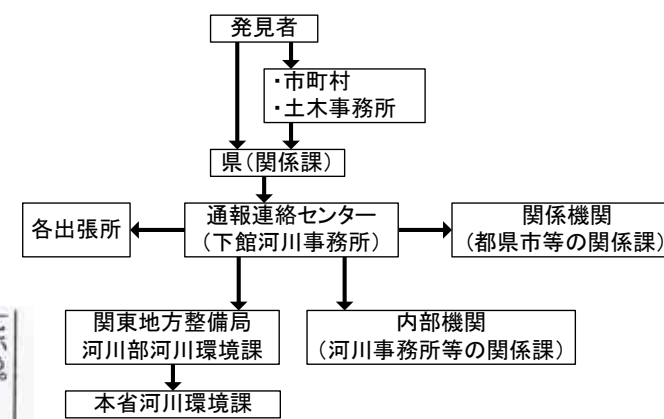 発見者
・市町村
・土木事務所
県(関係課)
各出張所
通報連絡センター
(下館河川事務所)
関係機関
(都県市等の関係課)
関東地方整備局
河川部河川環境課
内部機関
(河川事務所等の関係課)
本省河川環境課